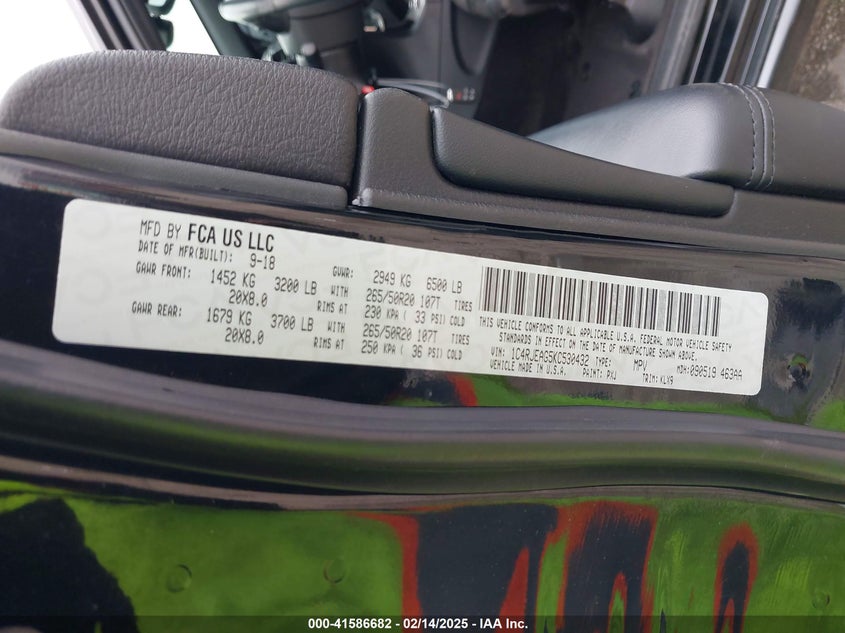 MFD BY FCA US LLC
DATE OF MFR(BUILT): 9-18 GVWR: 2949 KG 6500 LB
GAWR FRONT: 1452 KG 3200 LB WITH 265/50R20 107T TIRES
20X8.0 RIMS AT 230 KPA ( 33 PSI) COLD
GAWR REAR: 1679 KG 3700 LB WITH 265/50R20 107T TIRES
20X8.0 RIMS AT 250 KPA ( 36 PSI) COLD
THIS VEHICLE CONFORMS TO ALL APPLICABLE U.S.A. FEDERAL MOTOR VEHICLE SAFETY
STANDARDS IN EFFECT ON THE DATE OF MANUFACTURE SHOWN ABOVE.
VIN: 1C4RJEAG5KC530432 TYPE: MPV MDH:090519 463AA
VEHICLE MADE IN U.S.A. PAINT: PXJ TRIM: KLX9
000-41586682 - 02/14/2025 - IAA Inc.